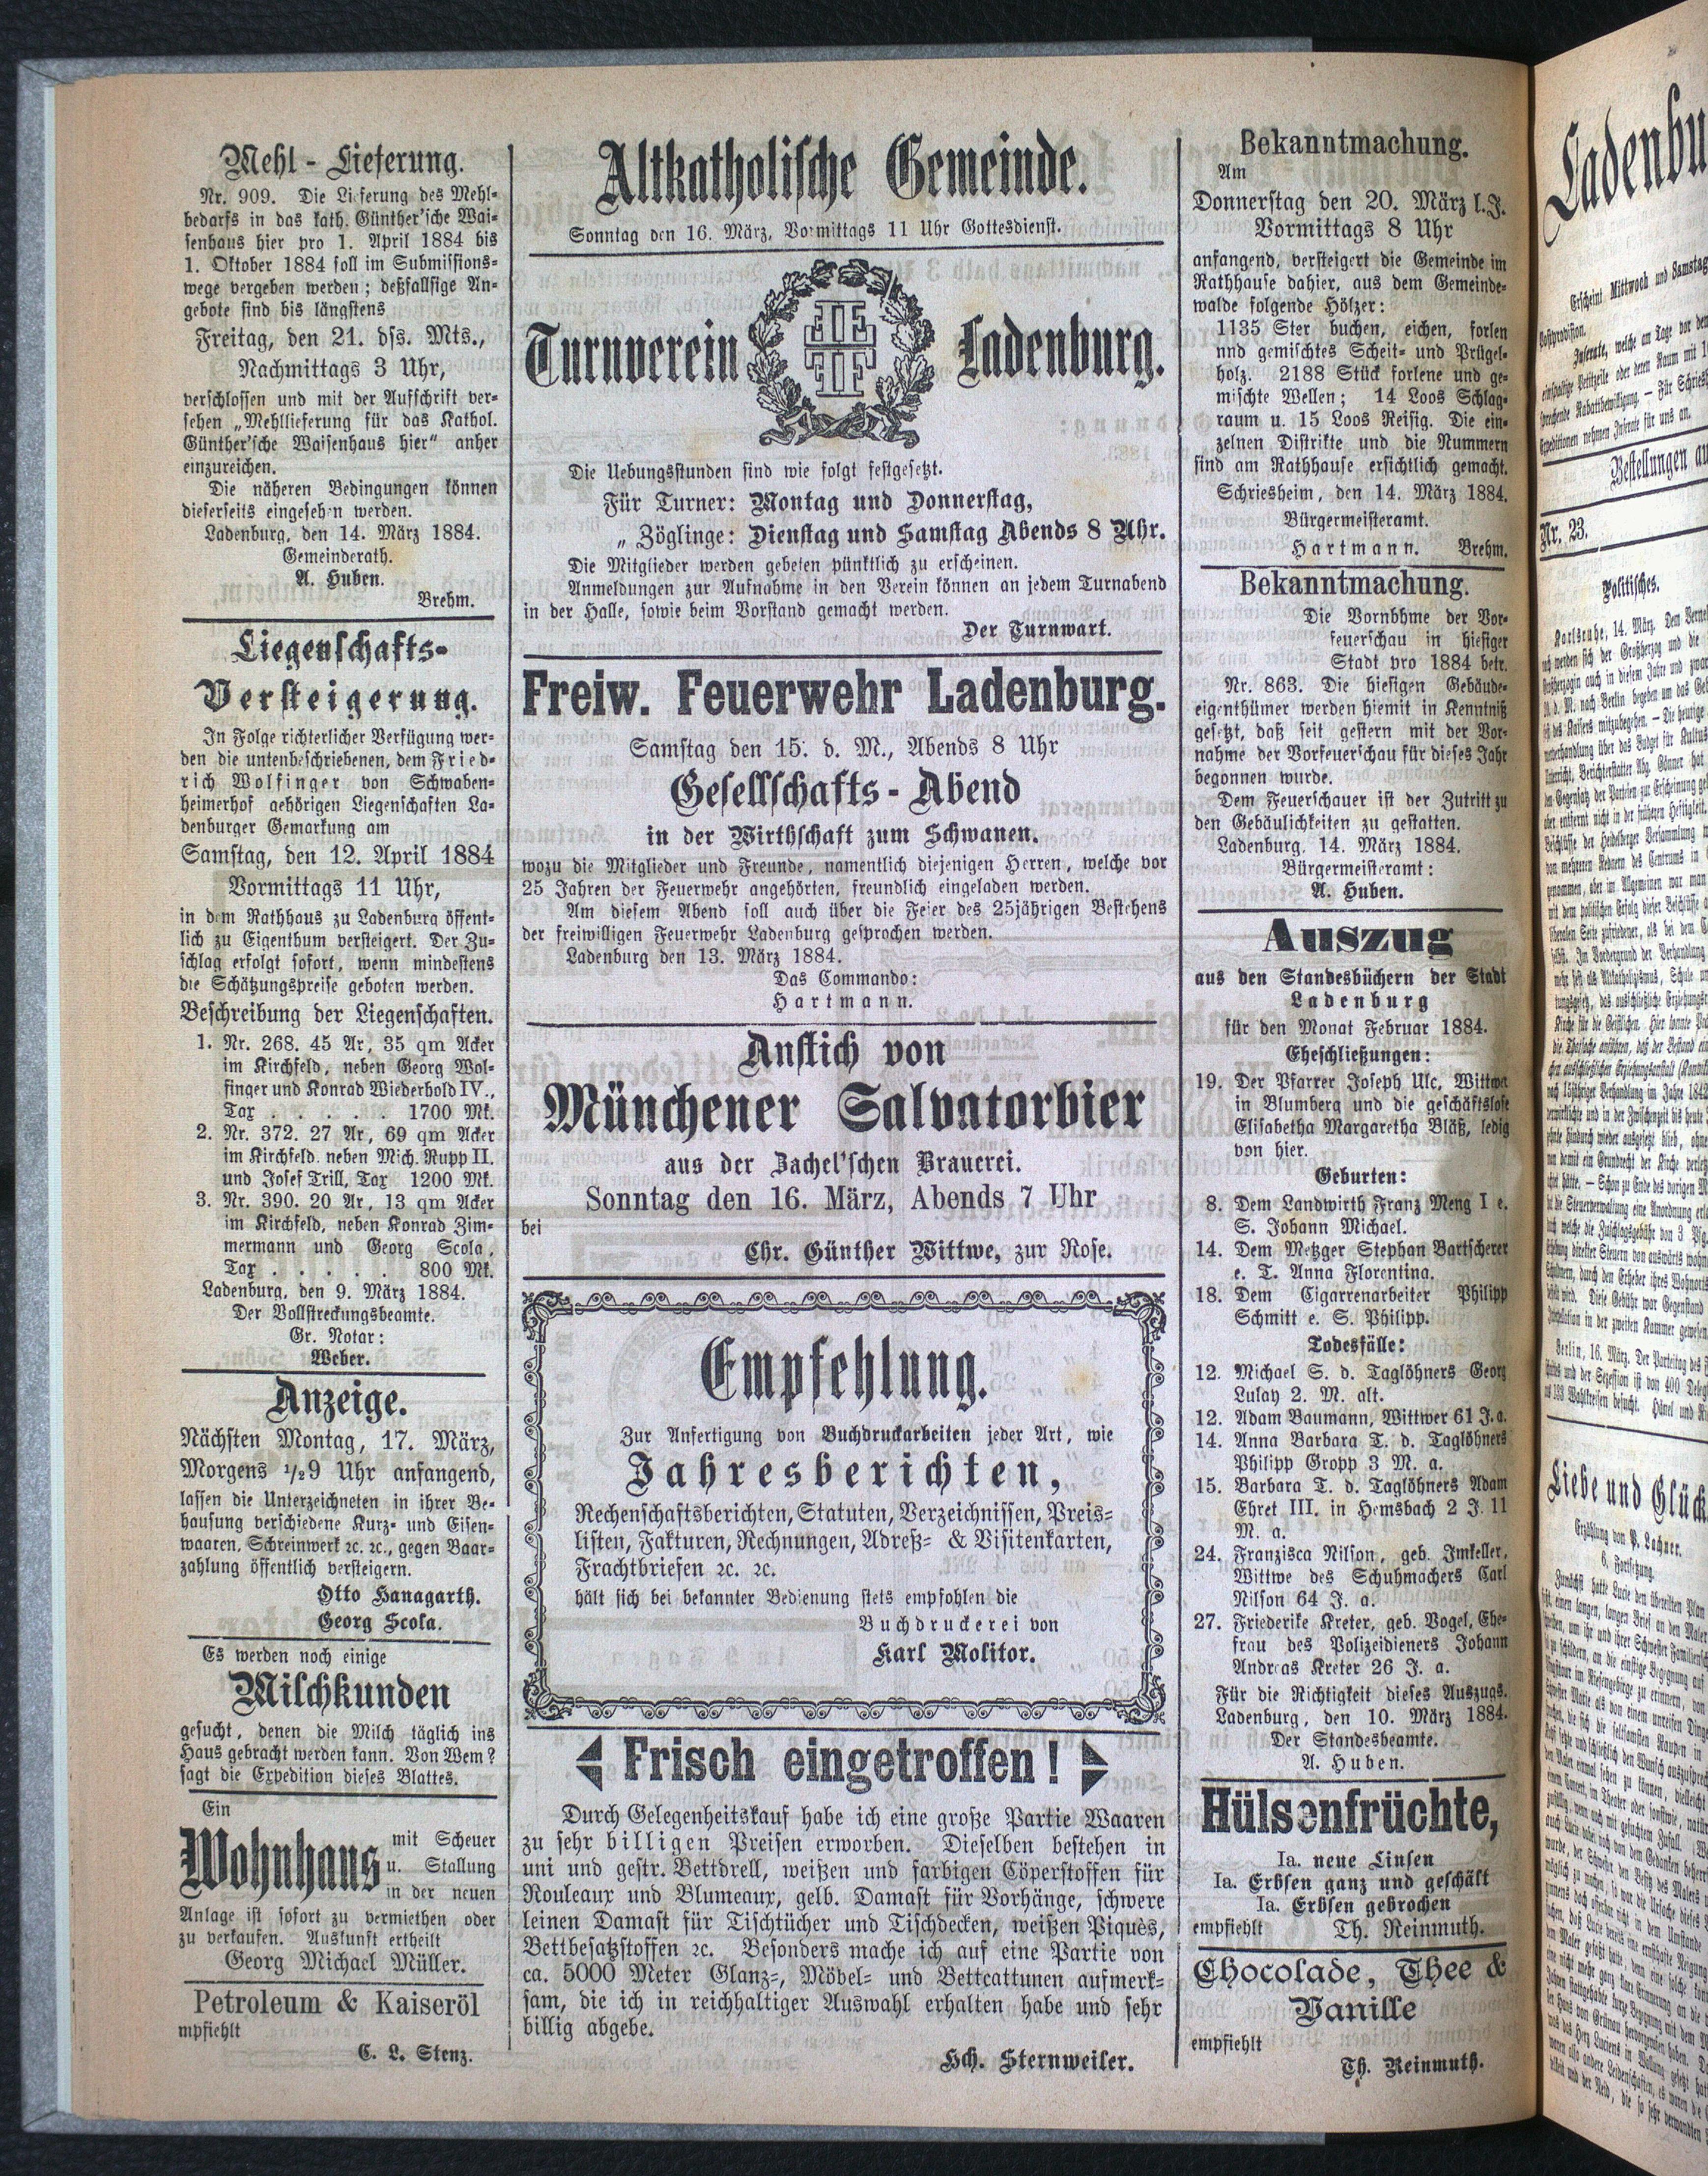 Mehl - Lieferung.
Nr. 909. Die Lieferung des Mehl-
bedarfs in das kath. Günther'sche Wai-
senhaus hier pro 1. April 1884 bis
1. Oktober 1884 soll im Submissions-
wege vergeben werden; deßfallsige An-
gebote sind bis längstens
Freitag, den 21. dss. Mts.,
Nachmittags 3 Uhr,
verschlossen und mit der Aufschrift ver-
sehen „Mehllieferung für das Kathol.
Günther'sche Waisenhaus hier“ anher
einzureichen.
Die näheren Bedingungen können
dieserseits eingesehen werden.
Ladenburg, den 14. März 1884.
Gemeinderath.
A. Huben.
Brehm.
Liegenschafts-
Versteigerung.
In Folge richterlicher Verfügung wer-
den die untenbeschriebenen, dem Fried-
rich Wolfinger von Schwaben-
heimerhof gehörigen Liegenschaften La-
denburger Gemarkung am
Samstag, den 12. April 1884
Vormittags 11 Uhr,
in dem Rathhaus zu Ladenburg öffent-
lich zu Eigenthum versteigert. Der Zu-
schlag erfolgt sofort, wenn mindestens
die Schätzungspreise geboten werden.
Beschreibung der Liegenschaften.
1. Nr. 268. 45 Ar, 35 qm Acker
im Kirchfeld, neben Georg Wol-
finger und Konrad Wiederhold IV.,
Tax . . . . . 1700 Mk.
2. Nr. 372. 27 Ar, 69 qm Acker
im Kirchfeld. neben Mich. Rupp II.
und Josef Trill, Tax 1200 Mk.
3. Nr. 390. 20 Ar, 13 qm Acker
im Kirchfeld, neben Konrad Zim-
mermann und Georg Scola,
Tax . . . . . 800 Mk.
Ladenburg, den 9. März 1884.
Der Vollstreckungsbeamte.
Gr. Notar:
Weber.
Anzeige.
Nächsten Montag, 17. März,
Morgens 1/29 Uhr anfangend,
lassen die Unterzeichneten in ihrer Be-
hausung verschiedene Kurz- und Eisen-
waaren, Schreinwerk ꝛc. ꝛc., gegen Baar-
zahlung öffentlich versteigern.
Otto Hanagarth.
Georg Scola.
Es werden noch einige
Milchkunden
gesucht, denen die Milch täglich ins
Haus gebracht werden kann. Von Wem?
sagt die Expedition dieses Blattes.
Ein
Wohnhaus mit Scheuer
u. Stallung
in der neuen
Anlage ist sofort zu vermiethen oder
zu verkaufen. Auskunft ertheilt
Georg Michael Müller.
Petroleum & Kaiseröl
mpfiehlt
C. L. Stenz.
Altkatholische Gemeinde.
Sonntag den 16. März, Vormittags 11 Uhr Gottesdienst.
Turnverein Ladenburg.
Die Uebungsstunden sind wie folgt festgesetzt.
Für Turner: Montag und Donnerstag,
„ Zöglinge: Dienstag und Samstag Abends 8 Uhr.
Die Mitglieder werden gebeten pünktlich zu erscheinen.
Anmeldungen zur Aufnahme in den Verein können an jedem Turnabend
in der Halle, sowie beim Vorstand gemacht werden.
Der Turnwart.
Freiw. Feuerwehr Ladenburg.
Samstag den 15. d. M., Abends 8 Uhr
Gesellschafts - Abend
in der Wirthschaft zum Schwanen.
wozu die Mitglieder und Freunde, namentlich diejenigen Herren, welche vor
25 Jahren der Feuerwehr angehörten, freundlich eingeladen werden.
Am diesem Abend soll auch über die Feier des 25jährigen Bestehens
der freiwilligen Feuerwehr Ladenburg gesprochen werden.
Ladenburg den 13. März 1884.
Das Commando:
Hartmann.
Anstich von
Münchener Salvatorbier
aus der Zachel'schen Brauerei.
Sonntag den 16. März, Abends 7 Uhr
bei
Chr. Günther Wittwe, zur Rose.
Empfehlung.
Zur Anfertigung von Buchdruckarbeiten jeder Art, wie
Jahresberichten,
Rechenschaftsberichten, Statuten, Verzeichnissen, Preis-
listen, Fakturen, Rechnungen, Adreß- & Visitenkarten,
Frachtbriefen ꝛc. ꝛc.
hält sich bei bekannter Bedienung stets empfohlen die
Buchdruckerei von
Karl Molitor.
Frisch eingetroffen!
Durch Gelegenheitskauf habe ich eine große Partie Waaren
zu sehr billigen Preisen erworben. Dieselben bestehen in
uni und gestr. Bettdrell, weißen und farbigen Cöperstoffen für
Rouleaux und Blumeaux, gelb. Damast für Vorhänge, schwere
leinen Damast für Tischtücher und Tischdecken, weißen Piquès,
Bettbesatzstoffen ꝛc. Besonders mache ich auf eine Partie von
ca. 5000 Meter Glanz-, Möbel- und Bettcattunen aufmerk-
sam, die ich in reichhaltiger Auswahl erhalten habe und sehr
billig abgebe.
Hch. Sternweiler.
Bekanntmachung.
Am
Donnerstag den 20. März l. J.
Vormittags 8 Uhr
anfangend, versteigert die Gemeinde im
Rathhause dahier, aus dem Gemeinde-
walde folgende Hölzer:
1135 Ster buchen, eichen, forlen
und gemischtes Scheit- und Prügel-
holz. 2188 Stück forlene und ge-
mischte Wellen; 14 Loos Schlag-
raum u. 15 Loos Reisig. Die ein-
zelnen Distrikte und die Nummern
sind am Rathhause ersichtlich gemacht.
Schriesheim, den 14. März 1884.
Bürgermeisteramt.
Hartmann. Brehm.
Bekanntmachung.
Die Vornbhme der Vor-
feuerschau in hiesiger
Stadt pro 1884 betr.
Nr. 863. Die hiesigen Gebäude-
eigenthümer werden hiemit in Kenntniß
gesetzt, daß seit gestern mit der Vor-
nahme der Vorfeuerschau für dieses Jahr
begonnen wurde.
Dem Feuerschauer ist der Zutritt zu
den Gebäulichkeiten zu gestatten.
Ladenburg, 14. März 1884.
Bürgermeisteramt:
A. Huben.
Auszug
aus den Standesbüchern der Stadt
Ladenburg
für den Monat Februar 1884.
Eheschließungen:
19. Der Pfarrer Joseph Ulc, Wittwer
in Blumberg und die geschäftslose
Elisabetha Margaretha Bläß, ledig
von hier.
Geburten:
8. Dem Landwirth Franz Meng I e.
S. Johann Michael.
14. Dem Metzger Stephan Bartscherer
e. T. Anna Florentina.
18. Dem Cigarrenarbeiter Philipp
Schmitt e. S. Philipp.
Todesfälle:
12. Michael S. d. Taglöhners Georg
Lulay 2. M. alt.
12. Adam Baumann, Wittwer 61 J. a.
14. Anna Barbara T. d. Taglöhners
Philipp Gropp 3 M. a.
15. Barbara T. d. Taglöhners Adam
Ehret III. in Hemsbach 2 J. 11
M. a.
24. Franzisca Nilson, geb. Imkeller,
Wittwe des Schuhmachers Carl
Nilson 64 J. a.
27. Friederike Kreter, geb. Vogel, Ehe-
frau des Polizeidieners Johann
Andreas Kreter 26 J. a.
Für die Richtigkeit dieses Auszugs.
Ladenburg, den 10. März 1884.
Der Standesbeamte.
A. Huben.
Hülsenfrüchte,
Ia. neue Linsen
Ia. Erbsen ganz und geschält
Ia. Erbsen gebrochen
empfiehlt Th. Reinmuth.
Chocolade, Thee &
Vanille
empfiehlt
Th. Reinmuth.
Ladenbu
Erscheint Mittwoch und Samstag
Bestellungen au
Nr. 23.
Politisches.
Karlsruhe, 14. März.
Berlin, 16. März. Der Parteitag des
Liebe und Glück
Erzählung von P. Lachner.
6. Fortsetzung.